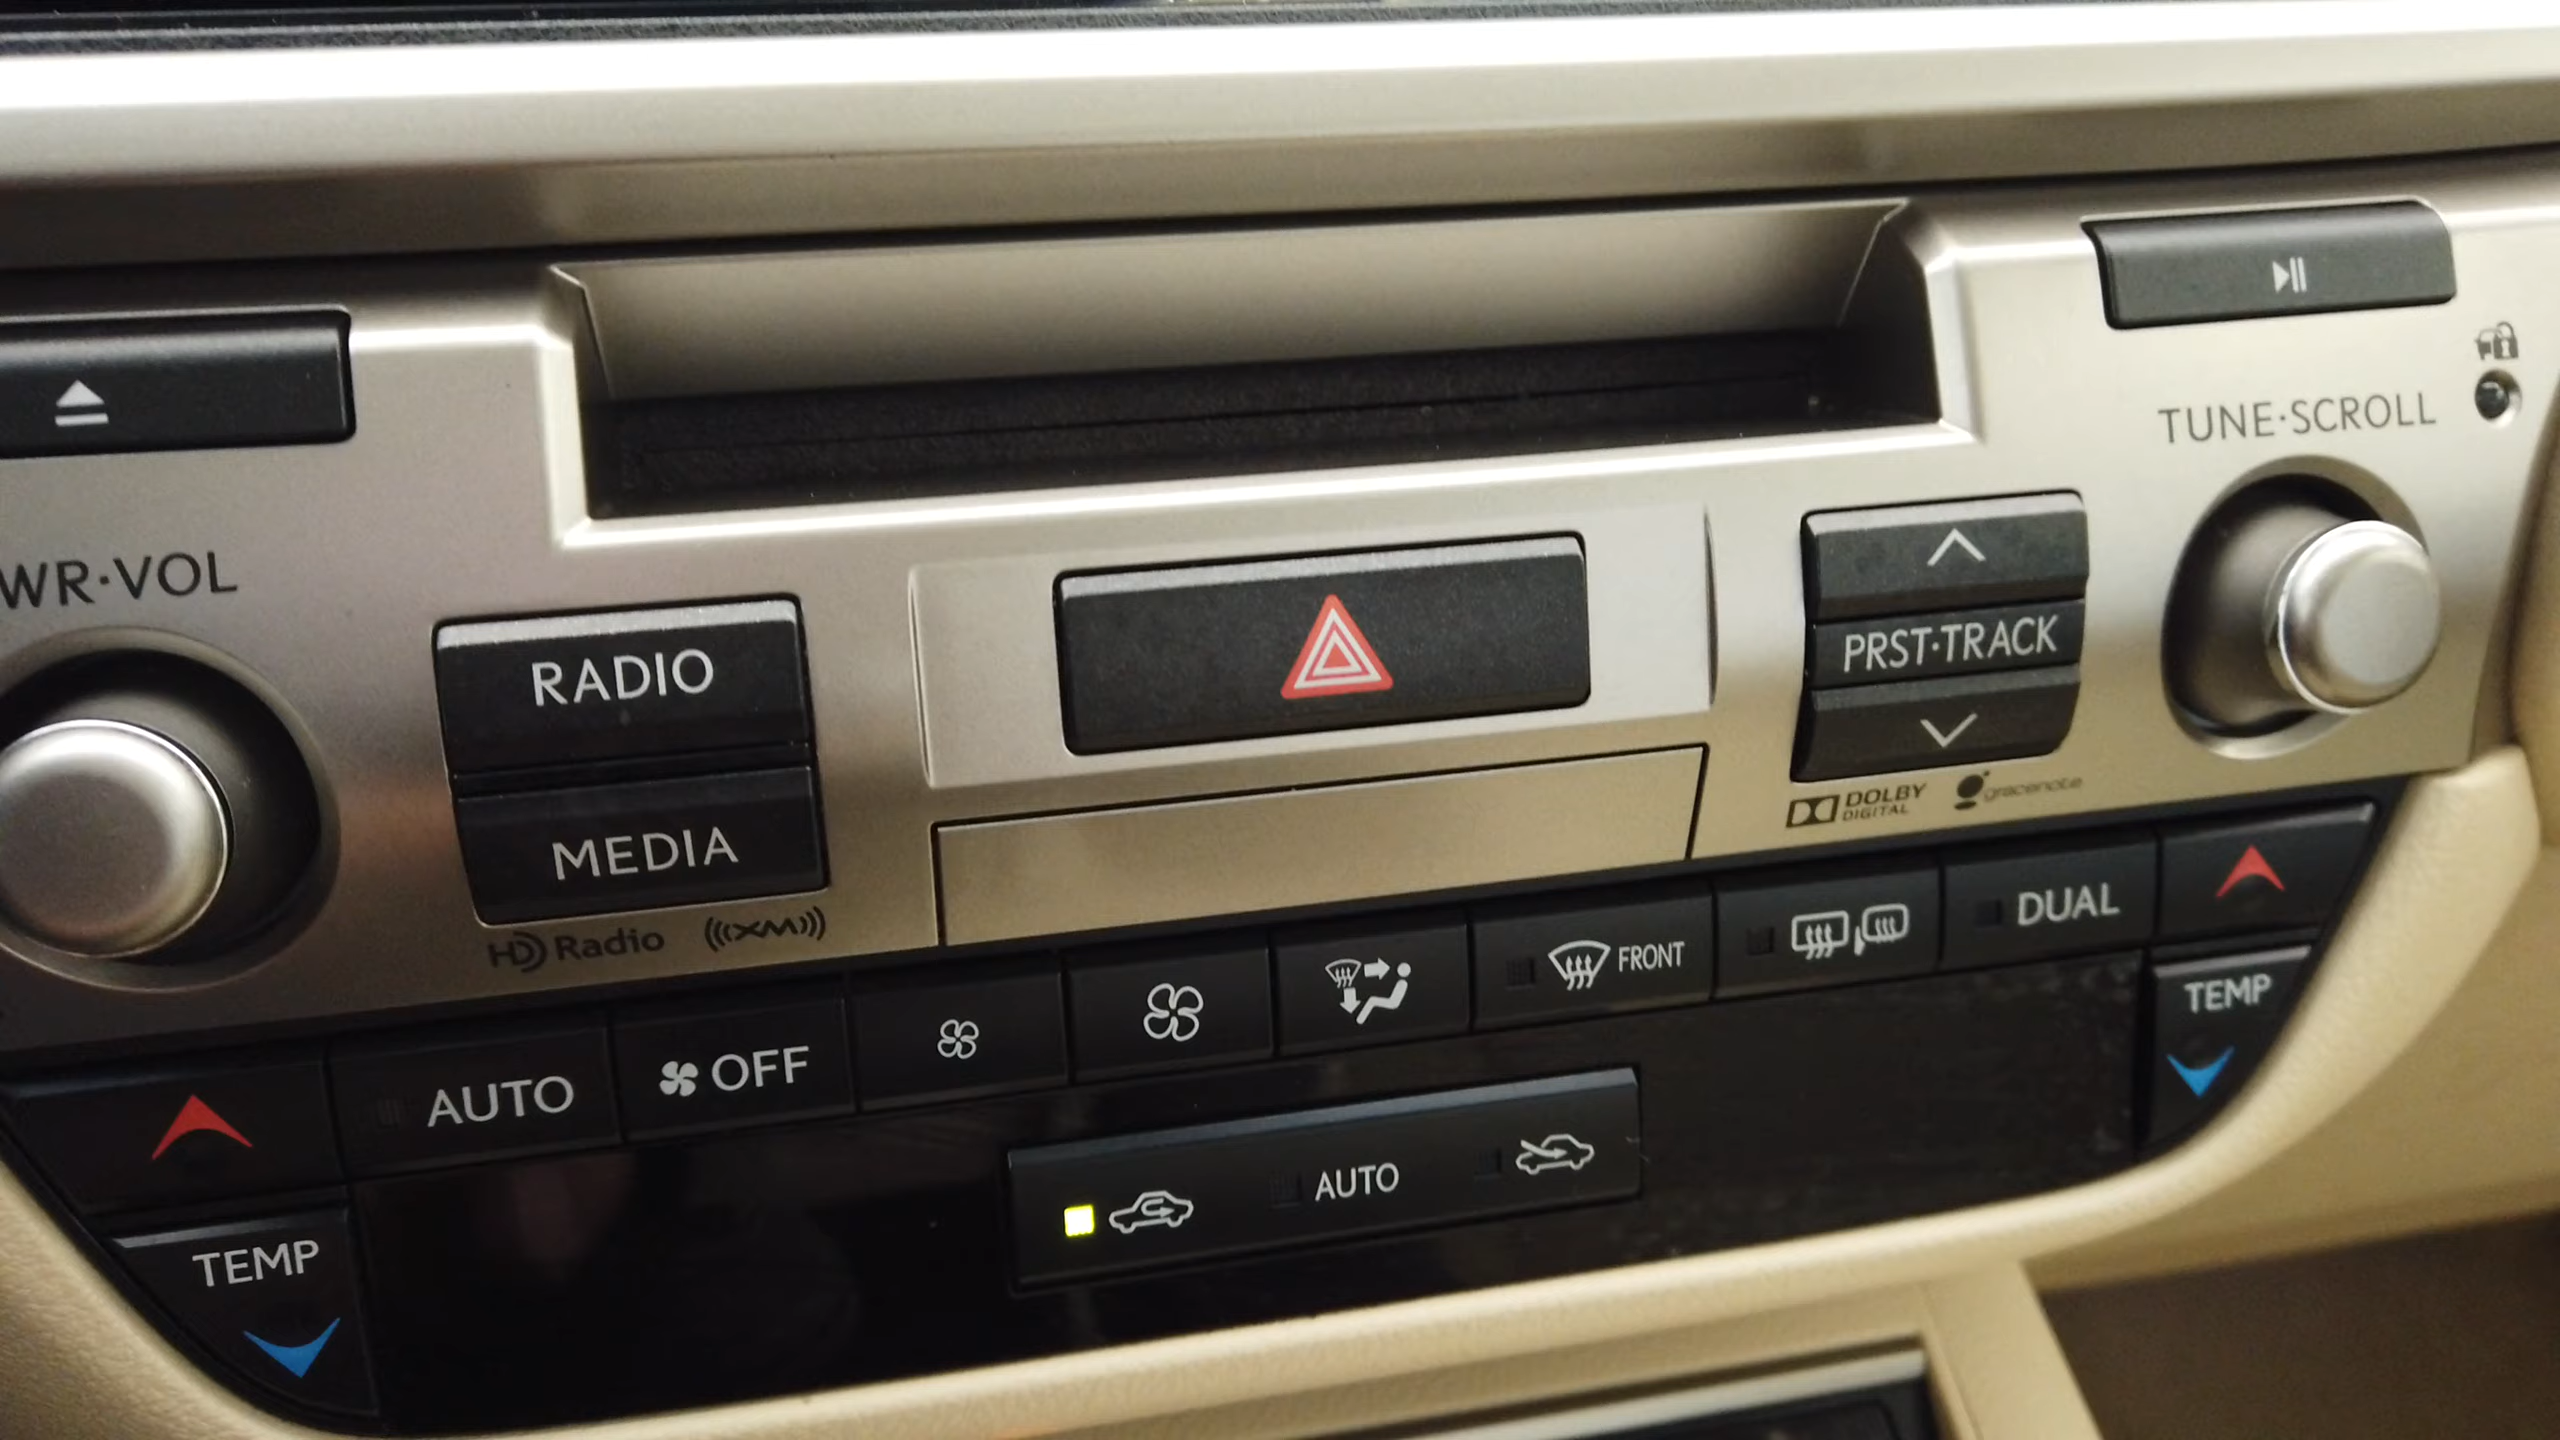 TUNE·SCROLL
WR·VOL
RADIO
PRST·TRACK
MEDIA
DOLBY
DIGITAL
gracenote
HD Radio
((XM))
AUTO
OFF
FRONT
DUAL
TEMP
AUTO
TEMP